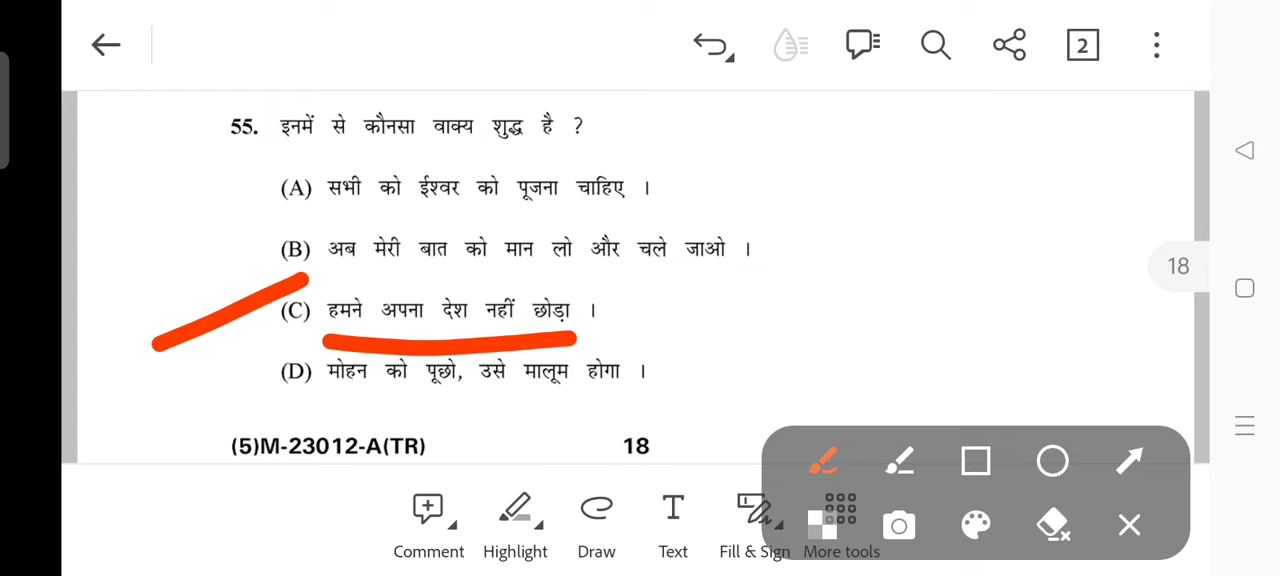 2
55. इनमें से कौनसा वाक्य शुद्ध है ?
(A) सभी को ईश्वर को पूजना चाहिए ।
(B) अब मेरी बात को मान लो और चले जाओ ।
18
(C) हमने अपना देश नहीं छोड़ा ।
(D) मोहन को पूछो, उसे मालूम होगा ।
(5)M-23012-A(TR) 18
Comment Highlight Draw Text Fill & Sign More tools